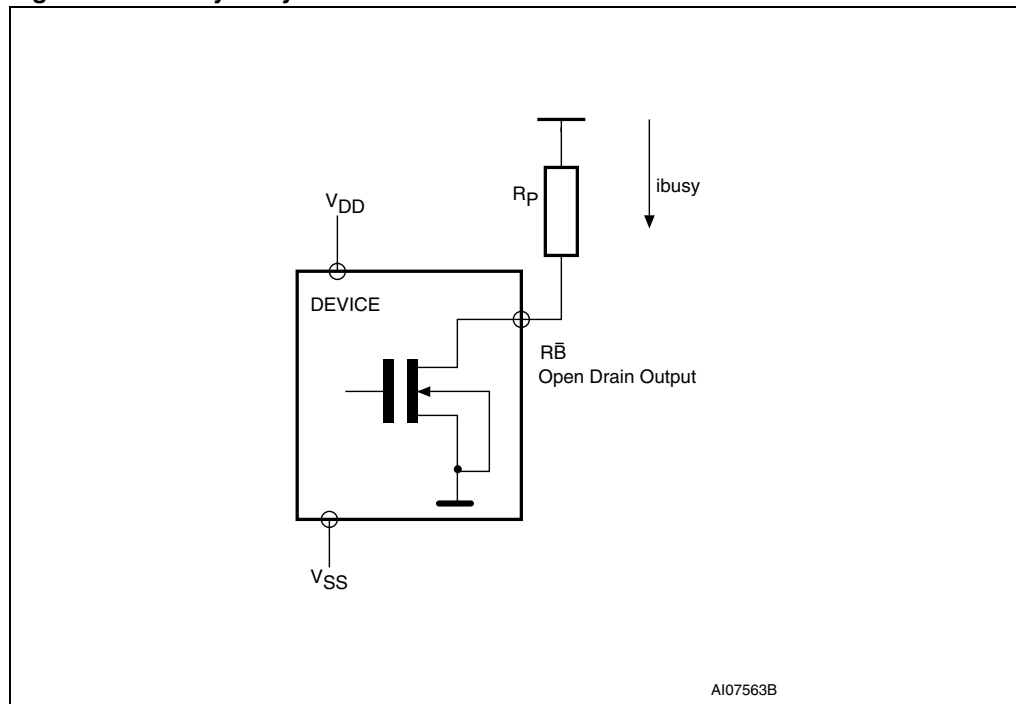 RP
ibusy
VDD
DEVICE
RB̅
Open Drain Output
VSS
AI07563B